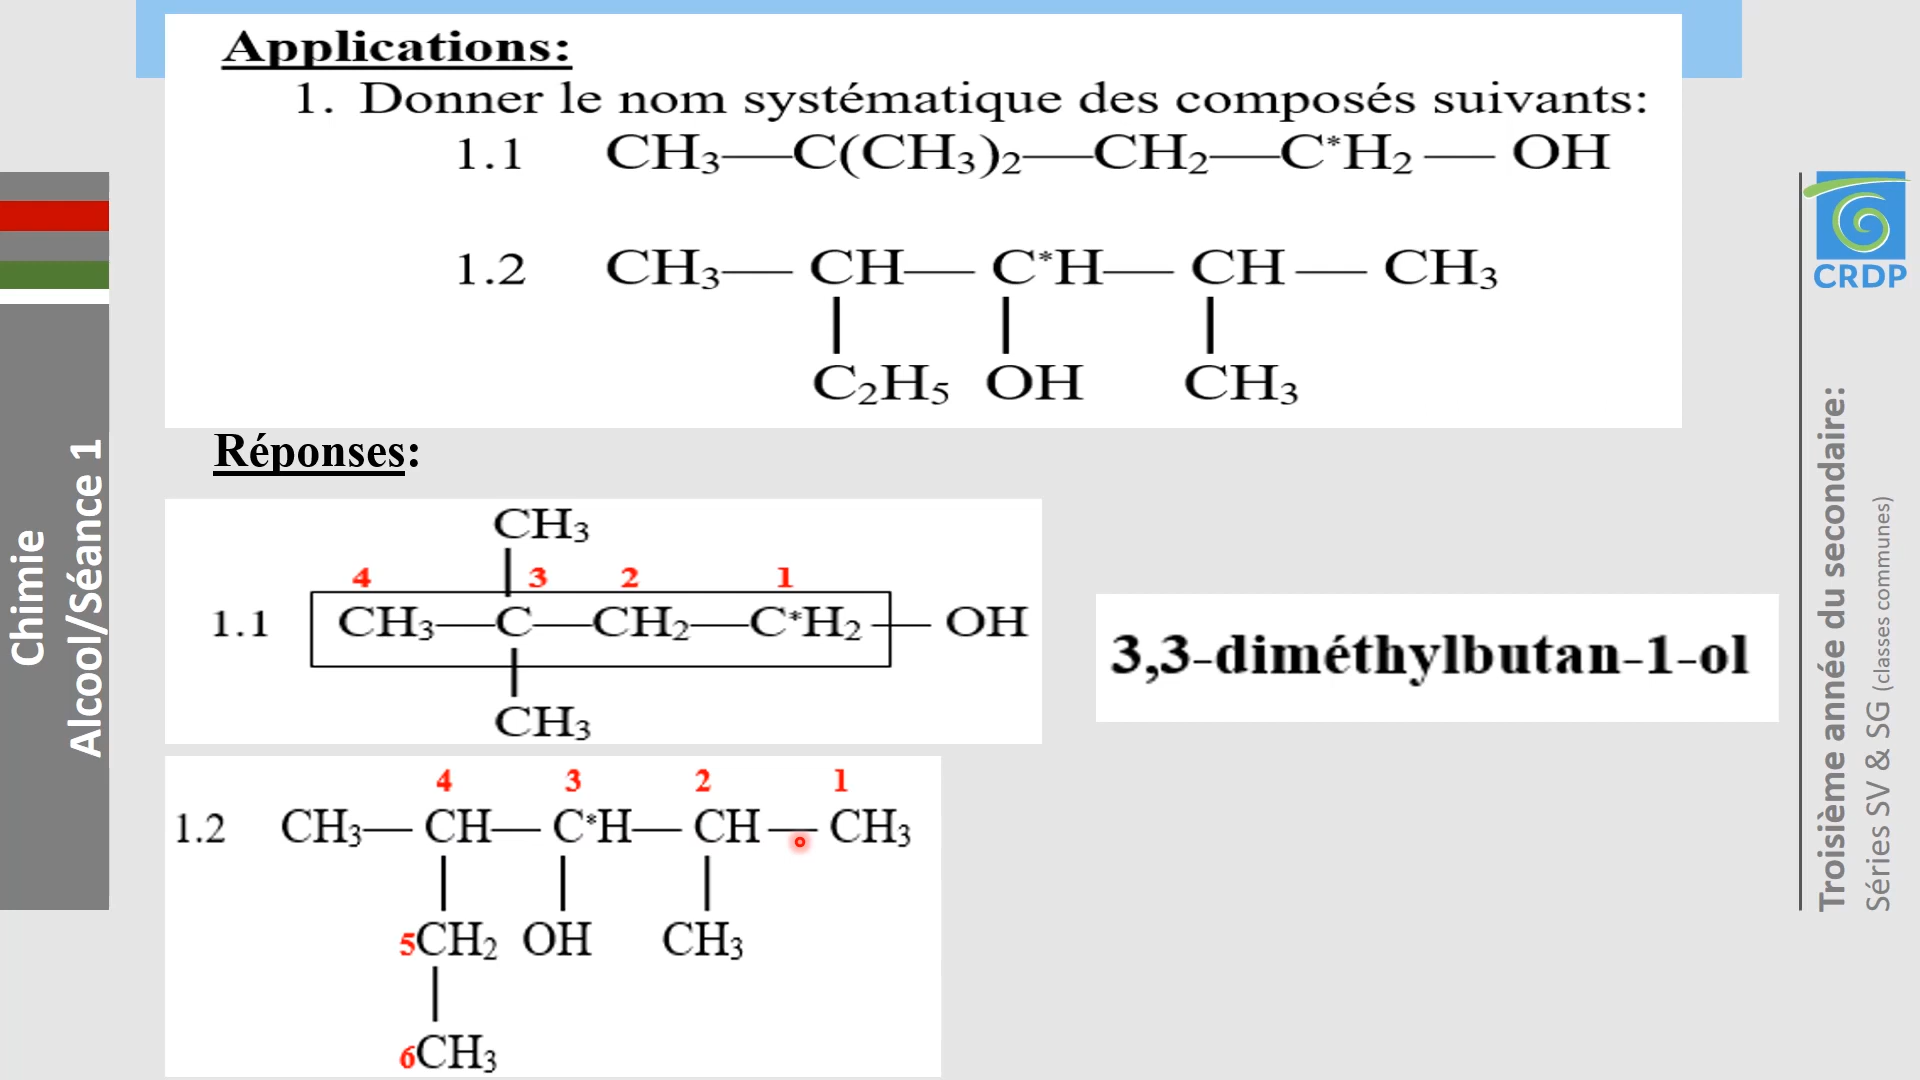 Applications:
1. Donner le nom systématique des composés suivants:
1.1 CH₃—C(CH₃)₂—CH₂—C*H₂—OH
1.2 CH₃—CH—C*H—CH—CH₃
C₂H₅ OH CH₃
Réponses:
CH₃
4 3 2 1
1.1 CH₃—C—CH₂—C*H₂—OH
CH₃
3,3-diméthylbutan-1-ol
4 3 2 1
1.2 CH₃—CH—C*H—CH—CH₃
5CH₂ OH CH₃
6CH₃
Chimie
Alcool/Séance 1
CRDP
Troisième année du secondaire:
Séries SV & SG (classes communes)